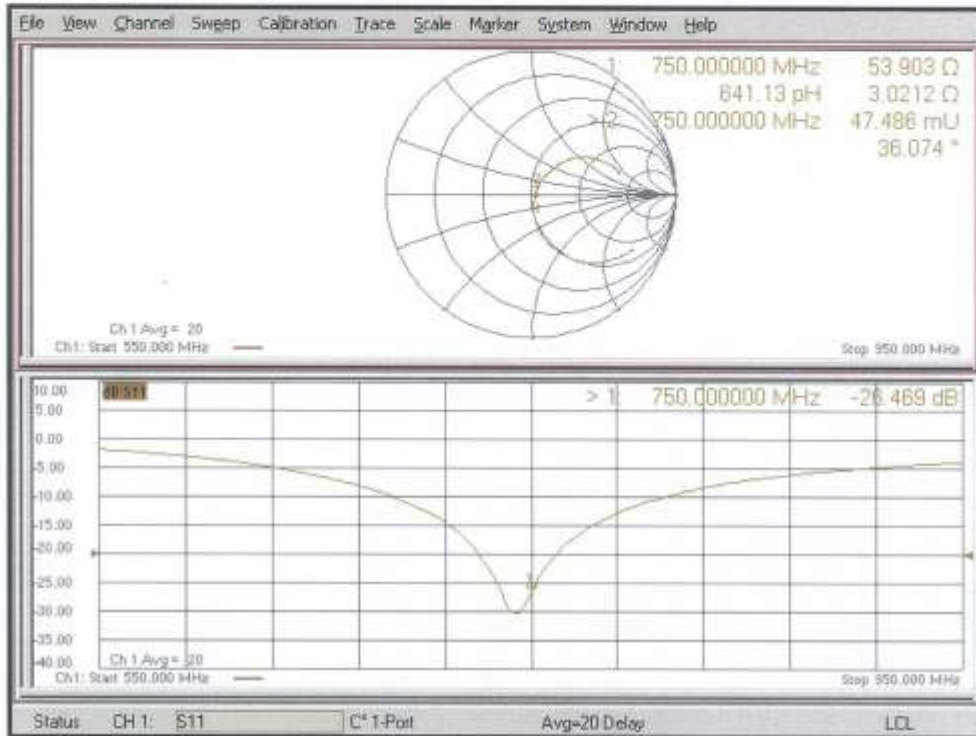 File View Channel Sweep Calibration Trace Scale Marker System Window Help
1 750.000000 MHz 53.903 Ω
641.13 pH 3.0212 Ω
> 2 750.000000 MHz 47.486 mU
36.074 °
Ch 1 Avg = 20
Ch1: Start 550.000 MHz
Stop 950.000 MHz
10.00 dB S11
> 1 750.000000 MHz -26.469 dB
5.00
0.00
-5.00
-10.00
-15.00
-20.00
-25.00
-30.00
-35.00
-40.00
Ch 1 Avg = 20
Ch1: Start 550.000 MHz
Stop 950.000 MHz
Status CH 1: S11 C* 1-Port Avg=20 Delay LCL